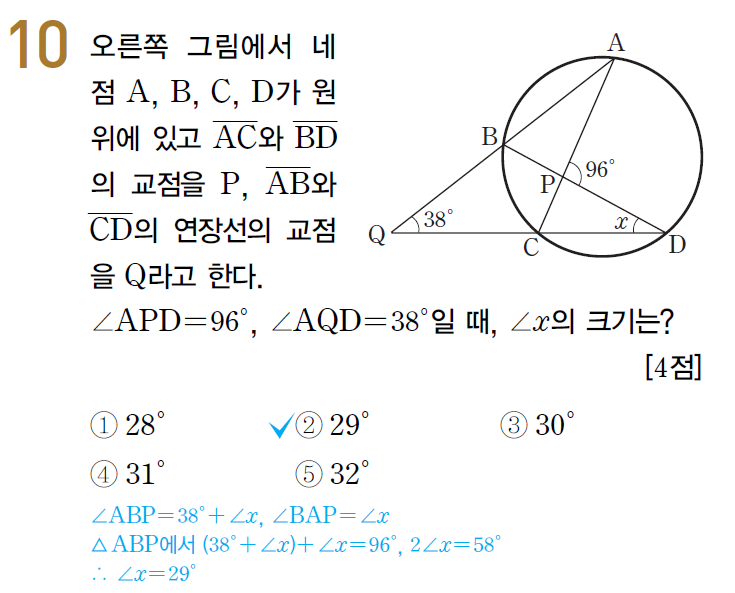 10
오른쪽 그림에서 네
점 A, B, C, D가 원
위에 있고 AC와 BD
의 교점을 P, AB와
CD의 연장선의 교점
을 Q라고 한다.
A
B
96°
P
Q
38°
x
C
D
∠APD=96°, ∠AQD=38°일 때, ∠x의 크기는?
[4점]
① 28° ② 29° ③ 30°
④ 31° ⑤ 32°
∠ABP=38°+∠x, ∠BAP=∠x
△ABP에서 (38°+∠x)+∠x=96°, 2∠x=58°
∴ ∠x=29°